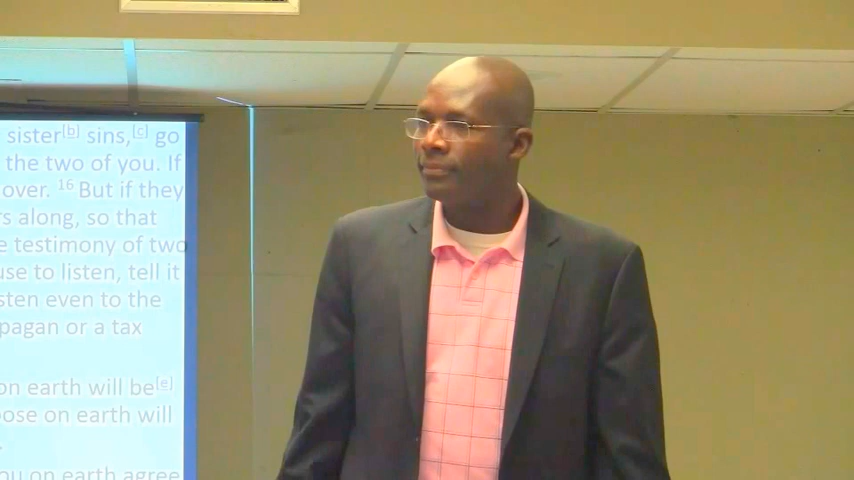 sister[b] sins,[c] go
the two of you. If
over. 16 But if they
rs along, so that
e testimony of two
use to listen, tell it
sten even to the
pagan or a tax
on earth will be[e]
oose on earth will
.
ou on earth agree